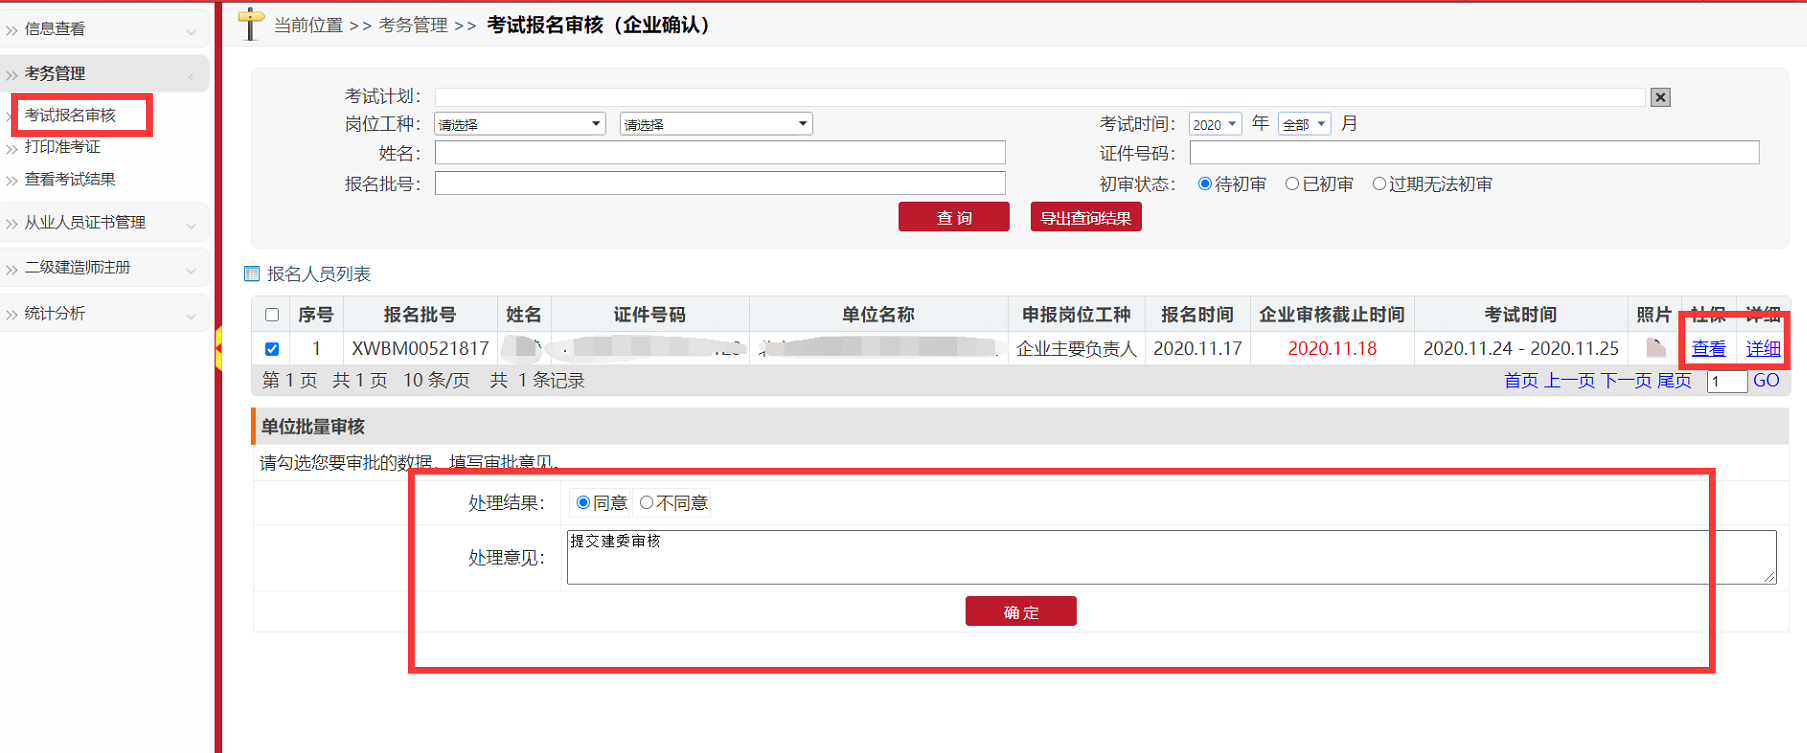 信息查看
考务管理
考试报名审核
打印准考证
查看考试结果
从业人员证书管理
二级建造师注册
统计分析
当前位置 >> 考务管理 >> 考试报名审核（企业确认）
考试计划：
岗位工种： 请选择 请选择 考试时间： 2020 年 全部 月
姓名： 证件号码：
报名批号： 初审状态： 待初审 已初审 过期无法初审
查 询 导出查询结果
报名人员列表
序号 报名批号 姓名 证件号码 单位名称 申报岗位工种 报名时间 企业审核截止时间 考试时间 照片 社保 详细
1 XWBM00521817 企业主要负责人 2020.11.17 2020.11.18 2020.11.24 - 2020.11.25 查看 详细
第 1 页 共 1 页 10 条/页 共 1 条记录 首页 上一页 下一页 尾页 1 GO
单位批量审核
请勾选您要审批的数据，填写审批意见。
处理结果： 同意 不同意
处理意见： 提交建委审核
确 定